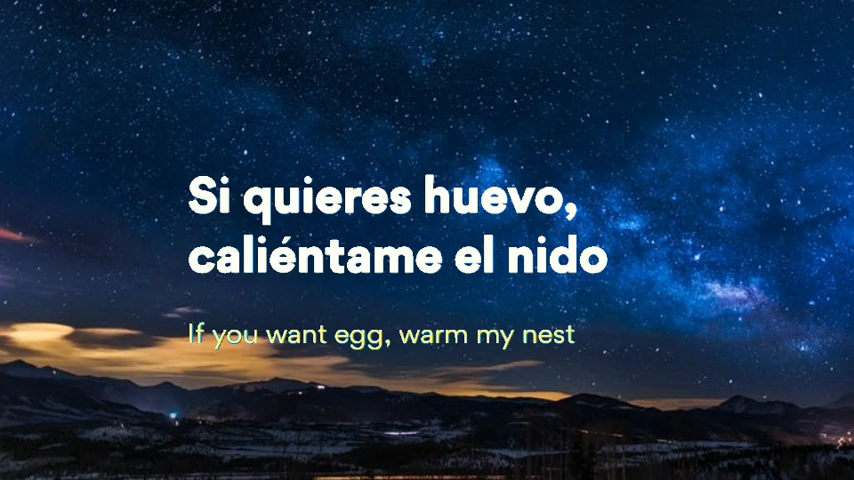 Si quieres huevo,
caliéntame el nido
If you want egg, warm my nest